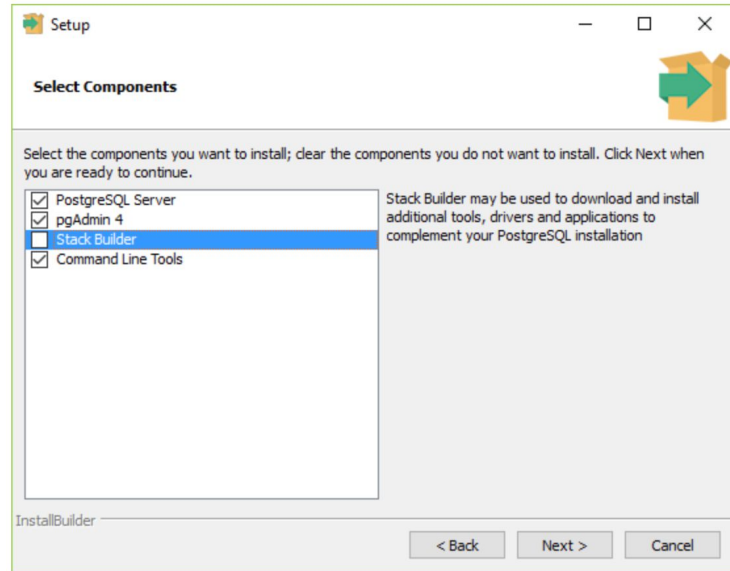 Setup
Select Components
Select the components you want to install; clear the components you do not want to install. Click Next when
you are ready to continue.
PostgreSQL Server
pgAdmin 4
Stack Builder
Command Line Tools
Stack Builder may be used to download and install
additional tools, drivers and applications to
complement your PostgreSQL installation
InstallBuilder
< Back
Next >
Cancel